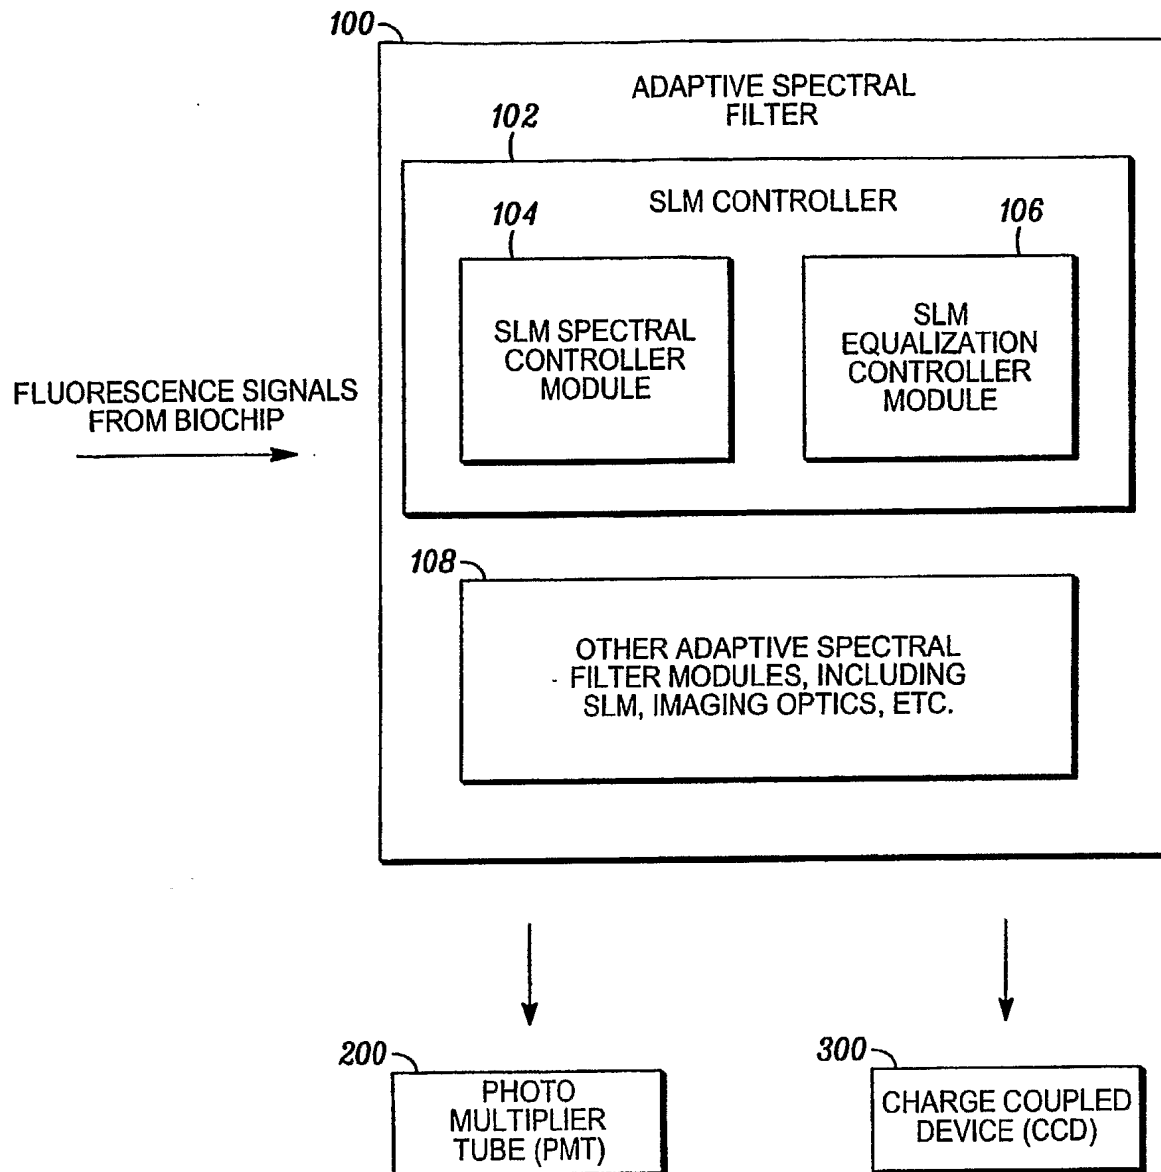 100
ADAPTIVE SPECTRAL
FILTER
102
SLM CONTROLLER
104
106
SLM SPECTRAL
CONTROLLER
MODULE
SLM
EQUALIZATION
CONTROLLER
MODULE
FLUORESCENCE SIGNALS
FROM BIOCHIP
108
OTHER ADAPTIVE SPECTRAL
FILTER MODULES, INCLUDING
SLM, IMAGING OPTICS, ETC.
200
PHOTO
MULTIPLIER
TUBE (PMT)
300
CHARGE COUPLED
DEVICE (CCD)